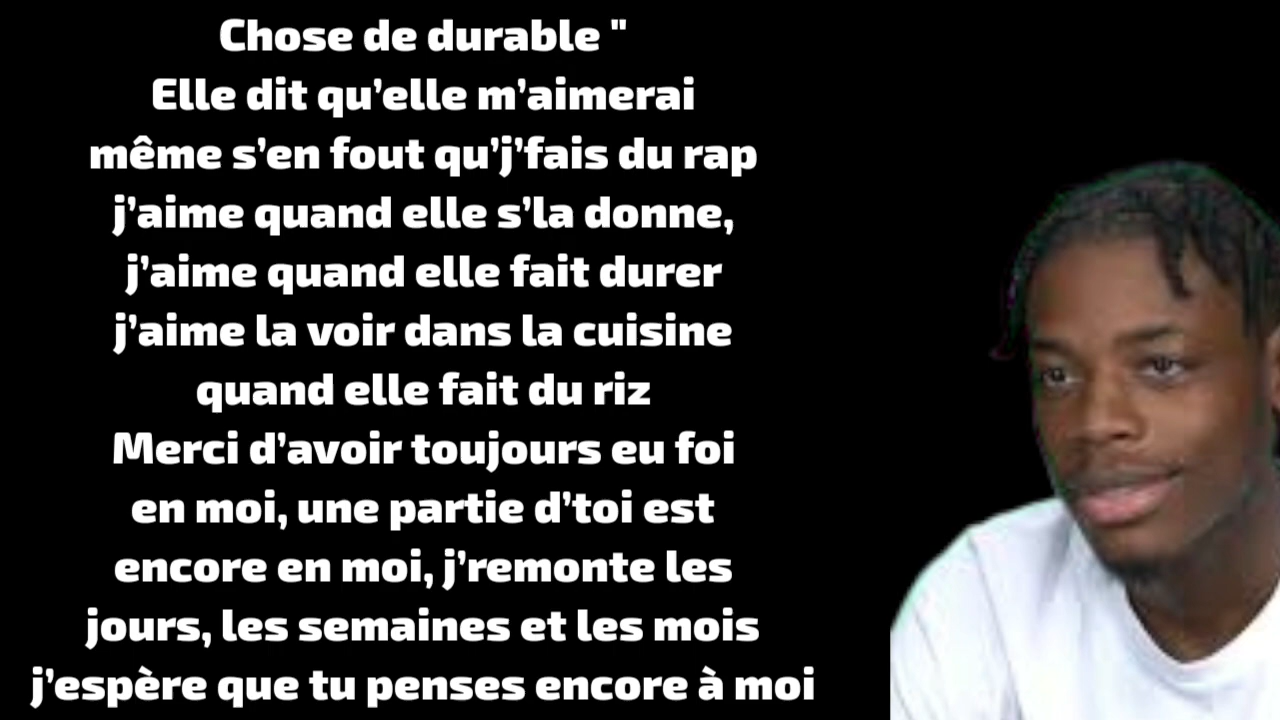 Chose de durable "
Elle dit qu’elle m’aimerai
même s’en fout qu’j’fais du rap
j’aime quand elle s’la donne,
j’aime quand elle fait durer
j’aime la voir dans la cuisine
quand elle fait du riz
Merci d’avoir toujours eu foi
en moi, une partie d’toi est
encore en moi, j’remonte les
jours, les semaines et les mois
j’espère que tu penses encore à moi